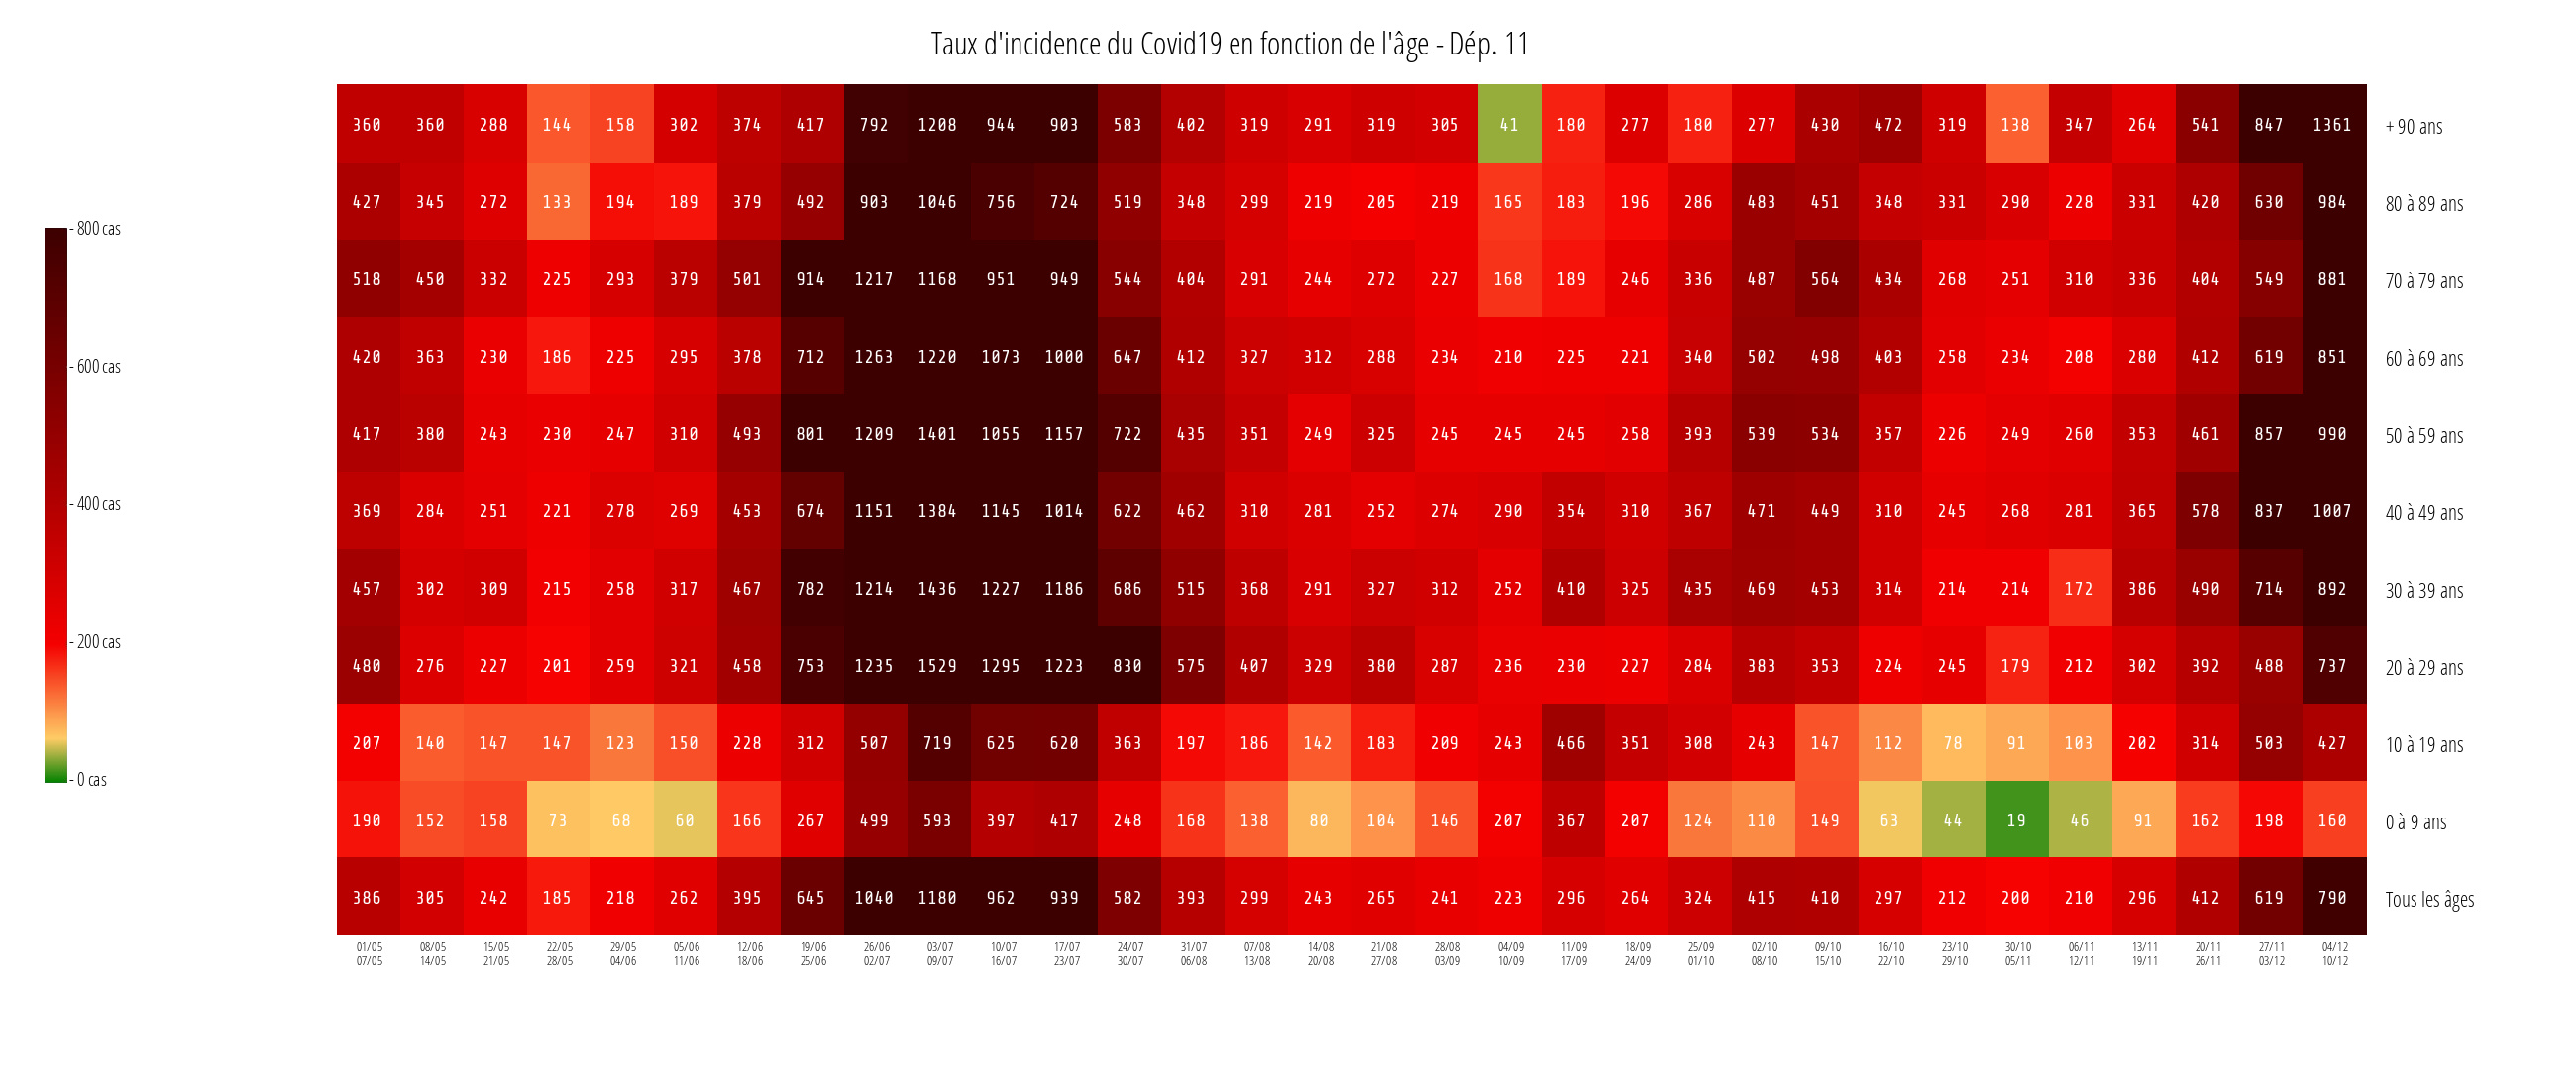 Taux d'incidence du Covid19 en fonction de l'âge - Dép. 11
- 800 cas
- 600 cas
- 400 cas
- 200 cas
- 0 cas
360 360 288 144 158 302 374 417 792 1208 944 903 583 402 319 291 319 305 41 180 277 180 277 430 472 319 138 347 264 541 847 1361 + 90 ans
427 345 272 133 194 189 379 492 903 1046 756 724 519 348 299 219 205 219 165 183 196 286 483 451 348 331 290 228 331 420 630 984 80 à 89 ans
518 450 332 225 293 379 501 914 1217 1168 951 949 544 404 291 244 272 227 168 189 246 336 487 564 434 268 251 310 336 404 549 881 70 à 79 ans
420 363 230 186 225 295 378 712 1263 1220 1073 1000 647 412 327 312 288 234 210 225 221 340 502 498 403 258 234 208 280 412 619 851 60 à 69 ans
417 380 243 230 247 310 493 801 1209 1401 1055 1157 722 435 351 249 325 245 245 245 258 393 539 534 357 226 249 260 353 461 857 990 50 à 59 ans
369 284 251 221 278 269 453 674 1151 1384 1145 1014 622 462 310 281 252 274 290 354 310 367 471 449 310 245 268 281 365 578 837 1007 40 à 49 ans
457 302 309 215 258 317 467 782 1214 1436 1227 1186 686 515 368 291 327 312 252 410 325 435 469 453 314 214 214 172 386 490 714 892 30 à 39 ans
480 276 227 201 259 321 458 753 1235 1529 1295 1223 830 575 407 329 380 287 236 230 227 284 383 353 224 245 179 212 302 392 488 737 20 à 29 ans
207 140 147 147 123 150 228 312 507 719 625 620 363 197 186 142 183 209 243 466 351 308 243 147 112 78 91 103 202 314 503 427 10 à 19 ans
190 152 158 73 68 60 166 267 499 593 397 417 248 168 138 80 104 146 207 367 207 124 110 149 63 44 19 46 91 162 198 160 0 à 9 ans
386 305 242 185 218 262 395 645 1040 1180 962 939 582 393 299 243 265 241 223 296 264 324 415 410 297 212 200 210 296 412 619 790 Tous les âges
01/05 08/05 15/05 22/05 29/05 05/06 12/06 19/06 26/06 03/07 10/07 17/07 24/07 31/07 07/08 14/08 21/08 28/08 04/09 11/09 18/09 25/09 02/10 09/10 16/10 23/10 30/10 06/11 13/11 20/11 27/11 04/12
07/05 14/05 21/05 28/05 04/06 11/06 18/06 25/06 02/07 09/07 16/07 23/07 30/07 06/08 13/08 20/08 27/08 03/09 10/09 17/09 24/09 01/10 08/10 15/10 22/10 29/10 05/11 12/11 19/11 26/11 03/12 10/12